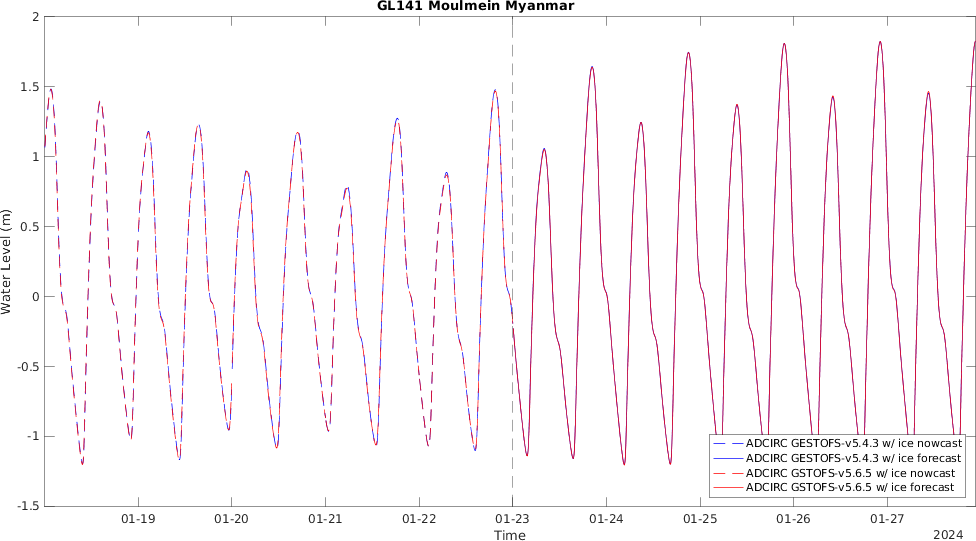 GL141 Moulmein Myanmar
2
1.5
1
0.5
0
-0.5
-1
-1.5
Water Level (m)
01-19
01-20
01-21
01-22
01-23
01-24
01-25
01-26
01-27
Time
2024
ADCIRC GESTOFS-v5.4.3 w/ ice nowcast
ADCIRC GESTOFS-v5.4.3 w/ ice forecast
ADCIRC GSTOFS-v5.6.5 w/ ice nowcast
ADCIRC GSTOFS-v5.6.5 w/ ice forecast